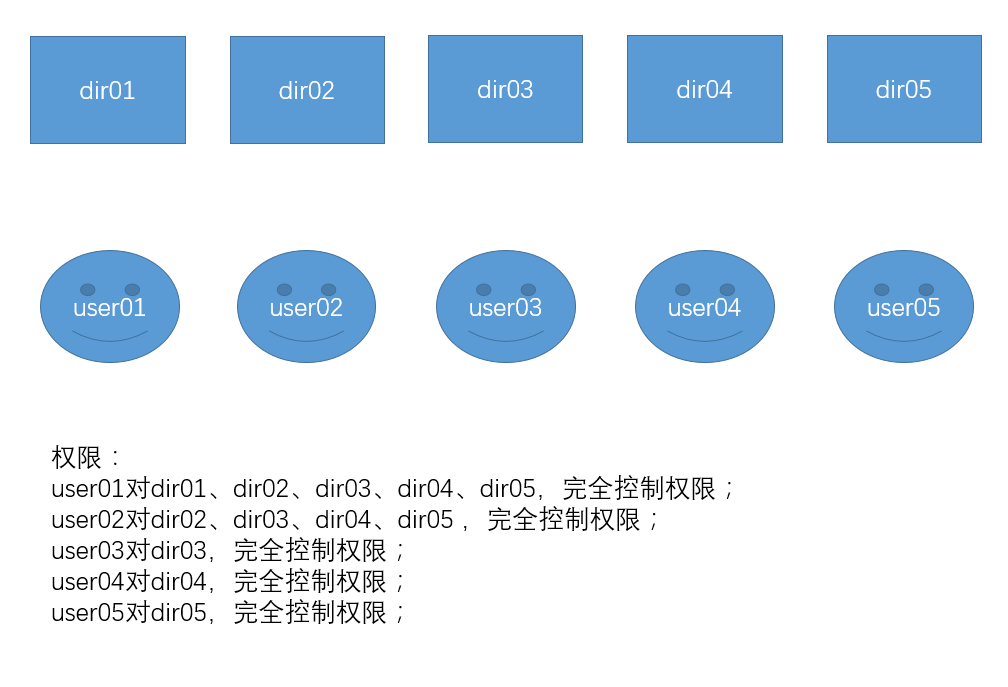 dir01 dir02 dir03 dir04 dir05
user01 user02 user03 user04 user05
权限：
user01对dir01、dir02、dir03、dir04、dir05，完全控制权限；
user02对dir02、dir03、dir04、dir05 ，完全控制权限；
user03对dir03，完全控制权限；
user04对dir04，完全控制权限；
user05对dir05，完全控制权限；